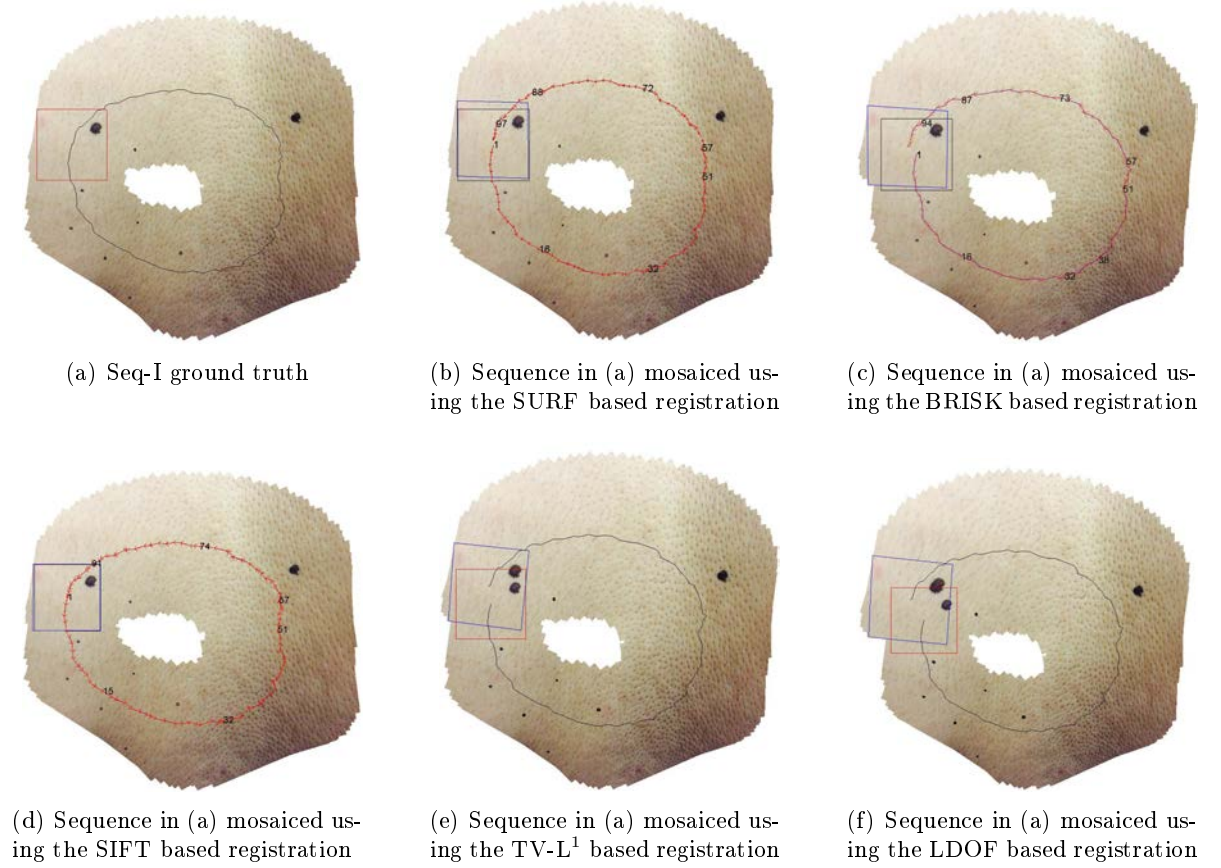 88
72
97
1
57
51
16
32
87
73
94
1
57
51
16
38
32
(a) Seq-I ground truth
(b) Sequence in (a) mosaiced us-
ing the SURF based registration
(c) Sequence in (a) mosaiced us-
ing the BRISK based registration
74
91
57
51
15
32
(d) Sequence in (a) mosaiced us-
ing the SIFT based registration
(e) Sequence in (a) mosaiced us-
ing the TV-L¹ based registration
(f) Sequence in (a) mosaiced us-
ing the LDOF based registration